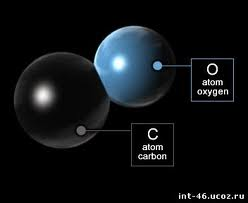 O
atom
oxygen
C
atom
carbon
int-46.ucoz.ru